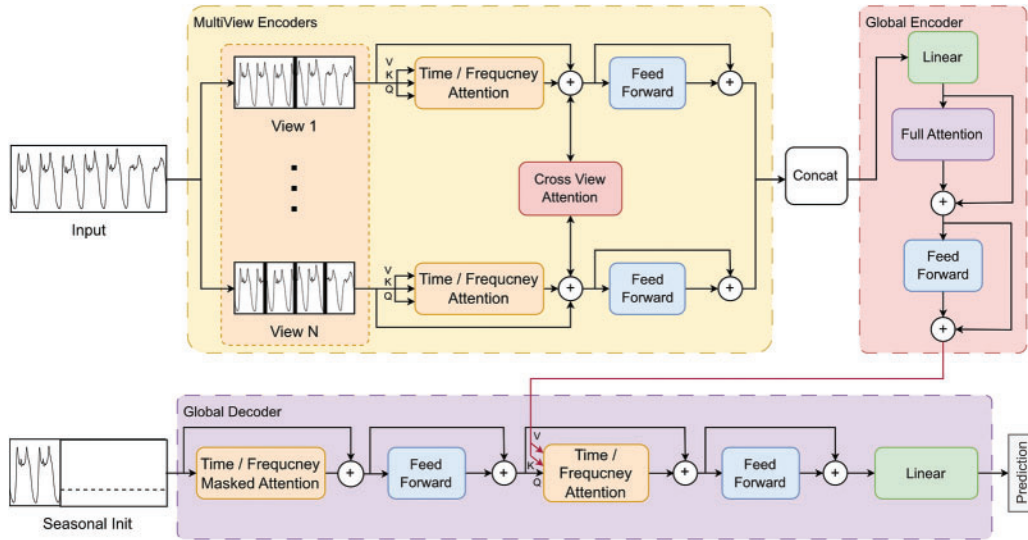 MultiView Encoders
Global Encoder
V
K
Q
Time / Frequcney
Attention
+
Feed
Forward
+
View 1
Linear
Full Attention
+
Feed
Forward
+
Cross View
Attention
Concat
Input
V
K
Q
Time / Frequcney
Attention
+
Feed
Forward
+
View N
Global Decoder
Time / Frequcney
Masked Attention
+
Feed
Forward
+
V
K
Q
Time /
Frequcney
Attention
+
Feed
Forward
+
Linear
Prediction
Seasonal Init